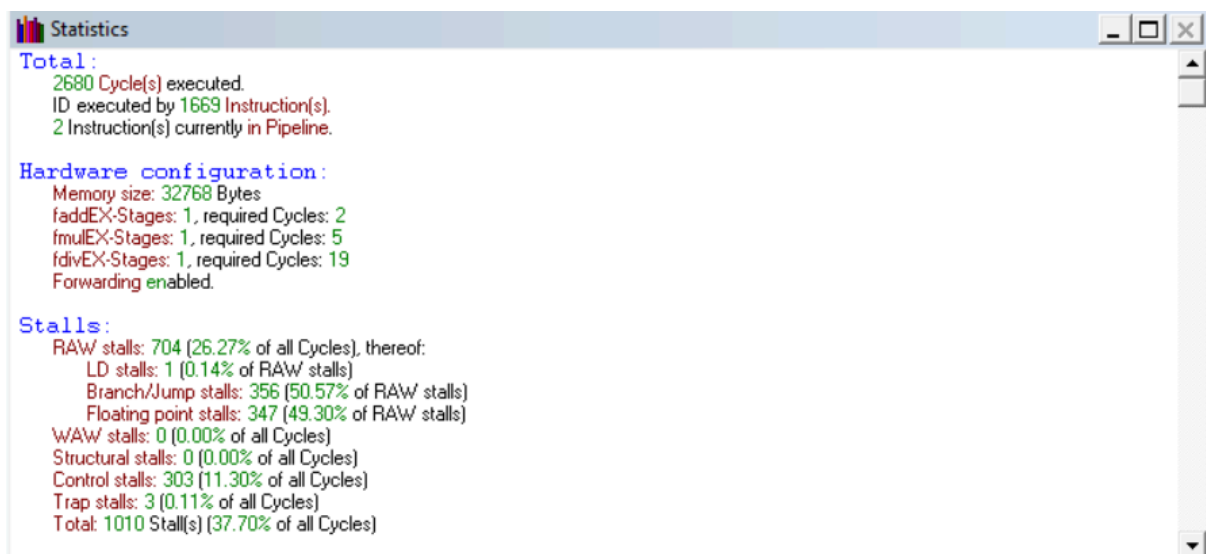 Statistics
Total:
2680 Cycle(s) executed.
ID executed by 1669 Instruction(s).
2 Instruction(s) currently in Pipeline.
Hardware configuration:
Memory size: 32768 Bytes
faddEX-Stages: 1, required Cycles: 2
fmulEX-Stages: 1, required Cycles: 5
fdivEX-Stages: 1, required Cycles: 19
Forwarding enabled.
Stalls:
RAW stalls: 704 (26.27% of all Cycles), thereof:
LD stalls: 1 (0.14% of RAW stalls)
Branch/Jump stalls: 356 (50.57% of RAW stalls)
Floating point stalls: 347 (49.30% of RAW stalls)
WAW stalls: 0 (0.00% of all Cycles)
Structural stalls: 0 (0.00% of all Cycles)
Control stalls: 303 (11.30% of all Cycles)
Trap stalls: 3 (0.11% of all Cycles)
Total: 1010 Stall(s) (37.70% of all Cycles)